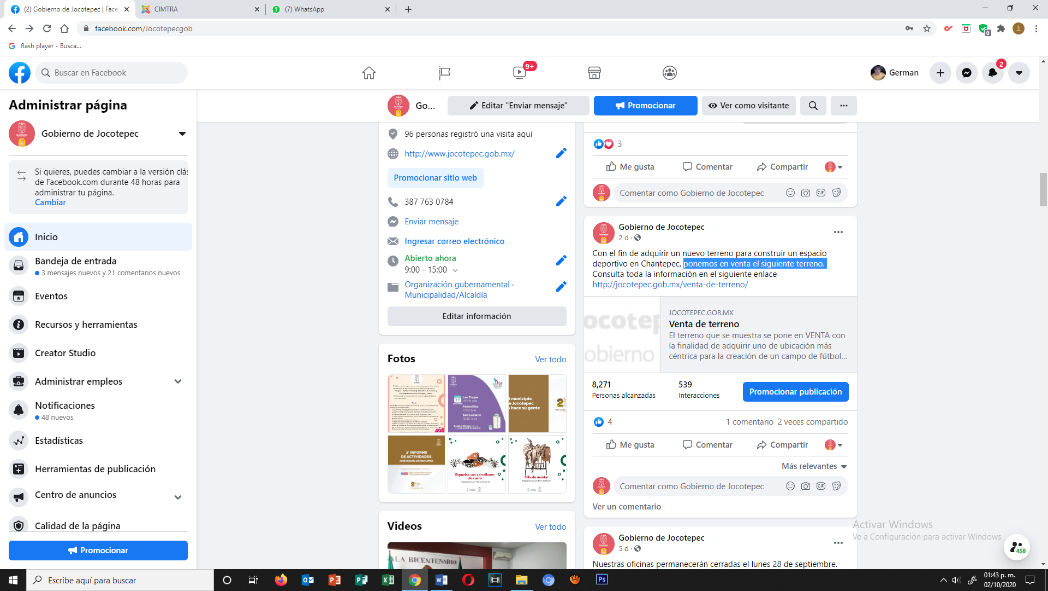 (2) Gobierno de Jocotepec | Face
CIMTRA
(7) WhatsApp
facebook.com/Jocotepecgob
flash player - Busca...
Buscar en Facebook
9+
German
2
Administrar página
Gobierno de Jocotepec
Si quieres, puedes cambiar a la versión clás
de Facebook.com durante 48 horas para
administrar tu página.
Cambiar
Inicio
Bandeja de entrada
3 mensajes nuevos y 21 comentarios nuevos
Eventos
Recursos y herramientas
Creator Studio
Administrar empleos
Notificaciones
48 nuevos
Estadísticas
Herramientas de publicación
Centro de anuncios
Calidad de la página
Promocionar
Go...
Editar "Enviar mensaje"
Promocionar
Ver como visitante
96 personas registró una visita aquí
http://www.jocotepec.gob.mx/
Promocionar sitio web
387 763 0784
Enviar mensaje
Ingresar correo electrónico
Abierto ahora
9:00 - 15:00
Organización gubernamental ·
Municipalidad/Alcaldía
Editar información
Fotos
Ver todo
Videos
Ver todo
3
Me gusta
Comentar
Compartir
Comentar como Gobierno de Jocotepec
Gobierno de Jocotepec
2 d ·
Con el fin de adquirir un nuevo terreno para construir un espacio
deportivo en Chantepec, ponemos en venta el siguiente terreno.
Consulta toda la información en el siguiente enlace
http://jocotepec.gob.mx/venta-de-terreno/
ocotep
obierno
JOCOTEPEC.GOB.MX
Venta de terreno
El terreno que se muestra se pone en VENTA con
la finalidad de adquirir uno de ubicación más
céntrica para la creación de un campo de fútbol...
8,271
Personas alcanzadas
539
Interacciones
Promocionar publicación
4
1 comentario 2 veces compartido
Me gusta
Comentar
Compartir
Más relevantes
Comentar como Gobierno de Jocotepec
Ver un comentario
Gobierno de Jocotepec
5 d ·
Nuestras oficinas permanecerán cerradas el lunes 28 de septiembre.
Activar Windows
Ve a Configuración para activar Windows.
458
Escribe aquí para buscar
01:43 p. m.
02/10/2020